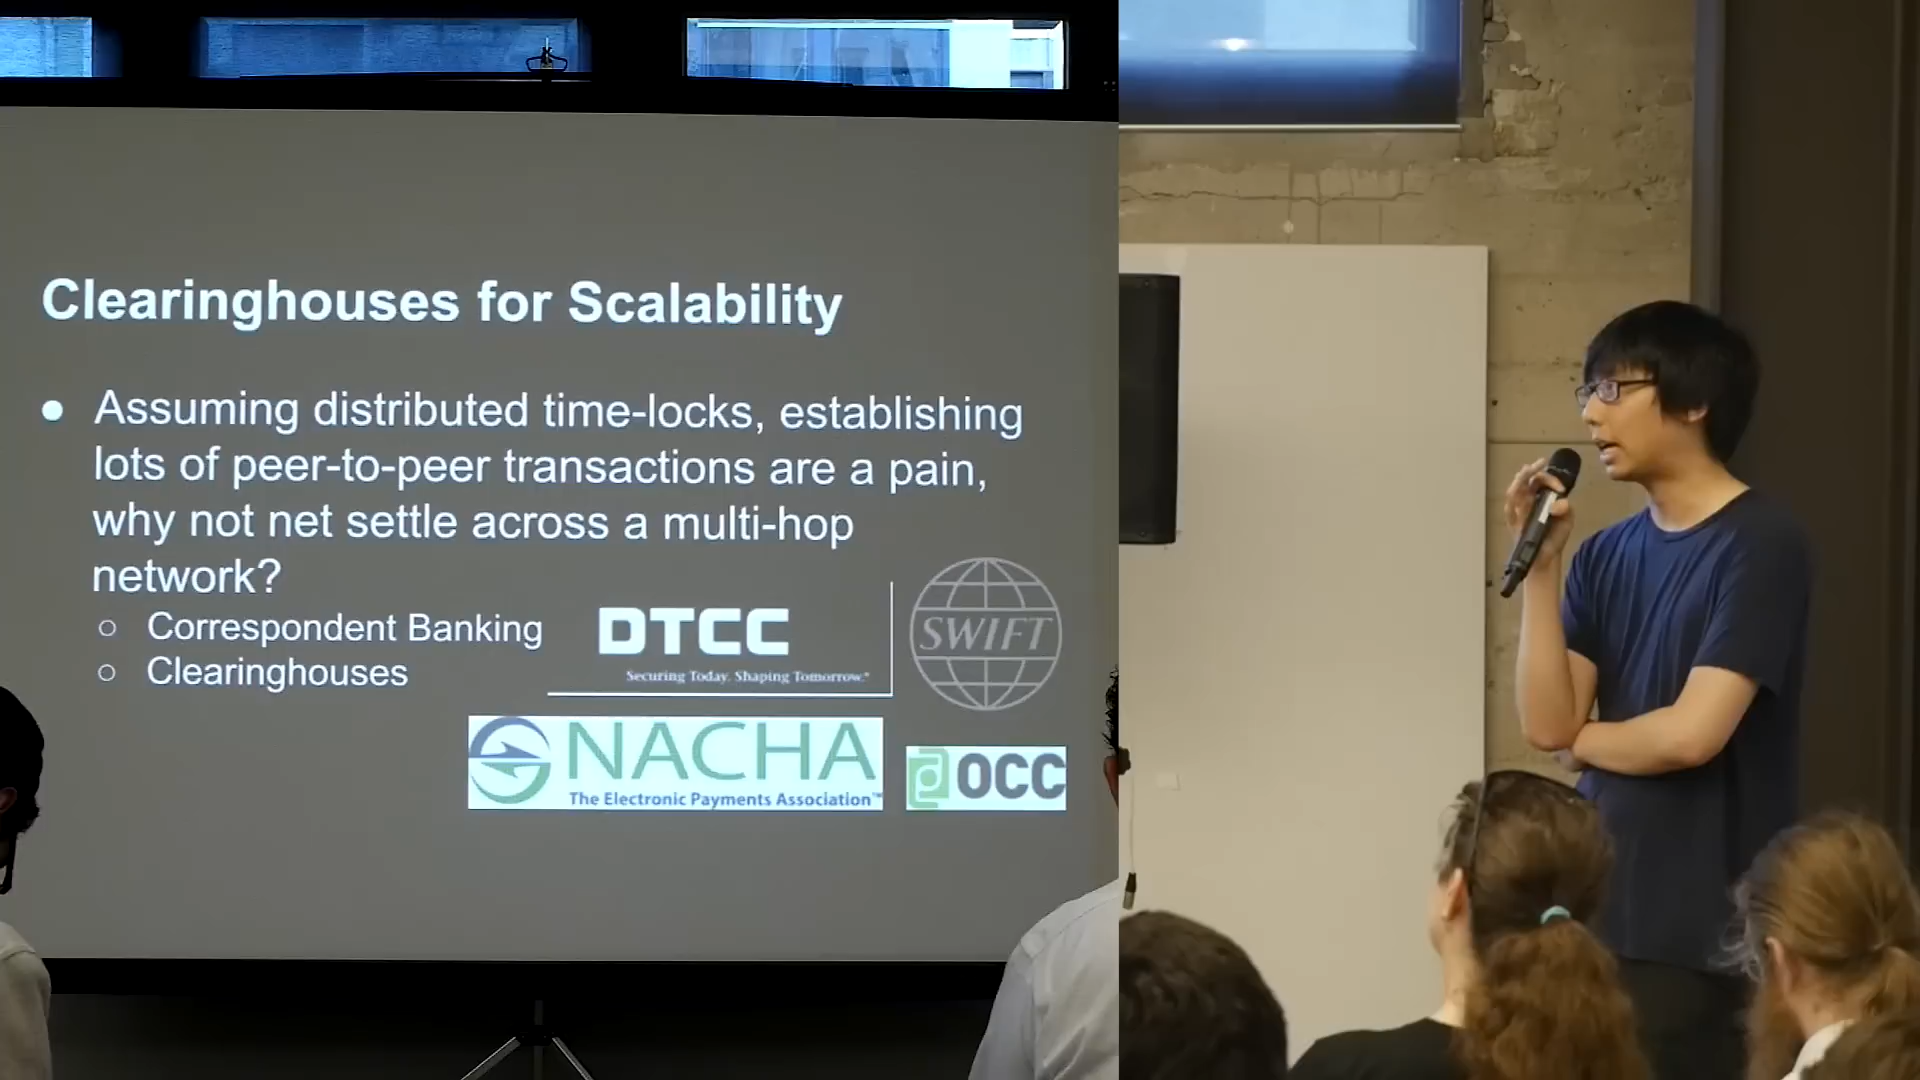 Clearinghouses for Scalability
● Assuming distributed time-locks, establishing
lots of peer-to-peer transactions are a pain,
why not net settle across a multi-hop
network?
○ Correspondent Banking
○ Clearinghouses
DTCC
Securing Today. Shaping Tomorrow.®
SWIFT
NACHA
The Electronic Payments Association™
OCC